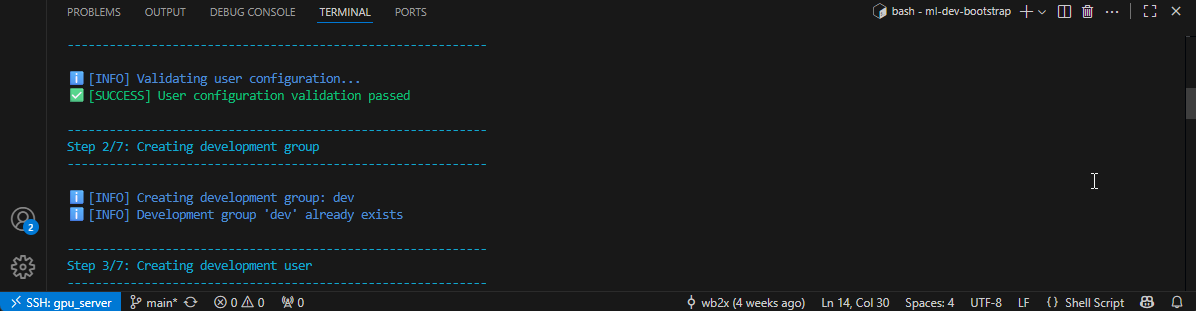 PROBLEMS OUTPUT DEBUG CONSOLE TERMINAL PORTS bash - ml-dev-bootstrap
------------------------------------------------------------
[INFO] Validating user configuration...
[SUCCESS] User configuration validation passed
------------------------------------------------------------
Step 2/7: Creating development group
------------------------------------------------------------
[INFO] Creating development group: dev
[INFO] Development group 'dev' already exists
------------------------------------------------------------
Step 3/7: Creating development user
------------------------------------------------------------
2
SSH: gpu_server main* 0 0 0 wb2x (4 weeks ago) Ln 14, Col 30 Spaces: 4 UTF-8 LF {} Shell Script